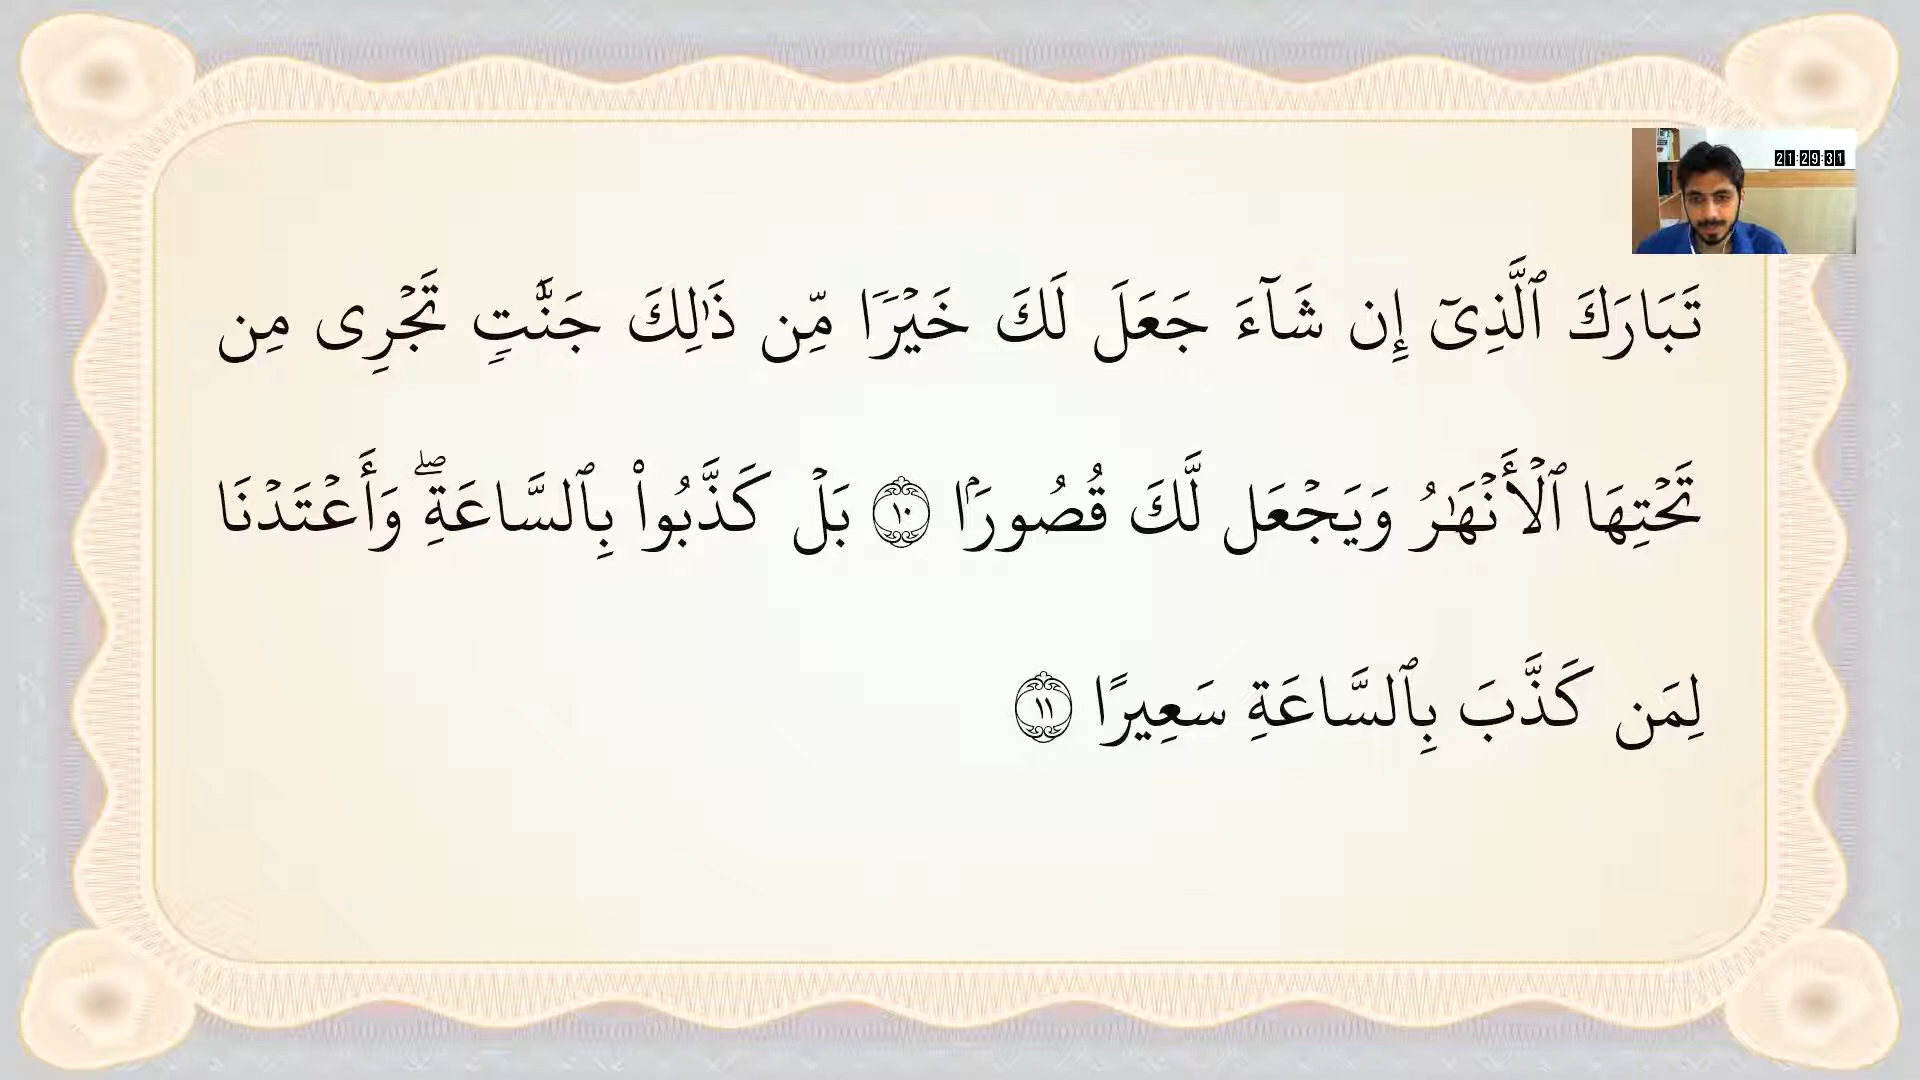 21:29:31
تَبَارَكَ ٱلَّذِىٓ إِن شَآءَ جَعَلَ لَكَ خَيْرًۭا مِّن ذَٰلِكَ جَنَّـٰتٍۢ تَجْرِى مِن
تَحْتِهَا ٱلْأَنْهَـٰرُ وَيَجْعَل لَّكَ قُصُورًۢا ١٠ بَلْ كَذَّبُوا۟ بِٱلسَّاعَةِ ۖ وَأَعْتَدْنَا
لِمَن كَذَّبَ بِٱلسَّاعَةِ سَعِيرًا ١١